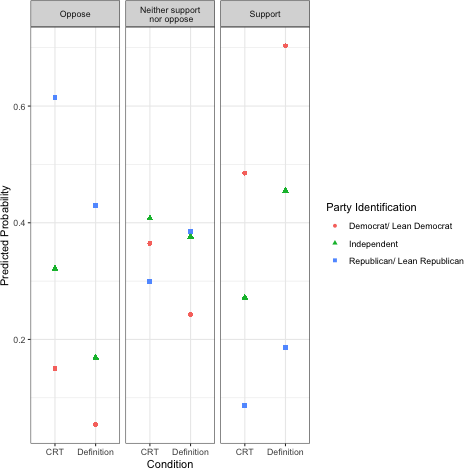 Oppose
Neither support
nor oppose
Support
Predicted Probability
0.6
0.4
0.2
CRT
Definition
CRT
Definition
CRT
Definition
Condition
Party Identification
Democrat/ Lean Democrat
Independent
Republican/ Lean Republican